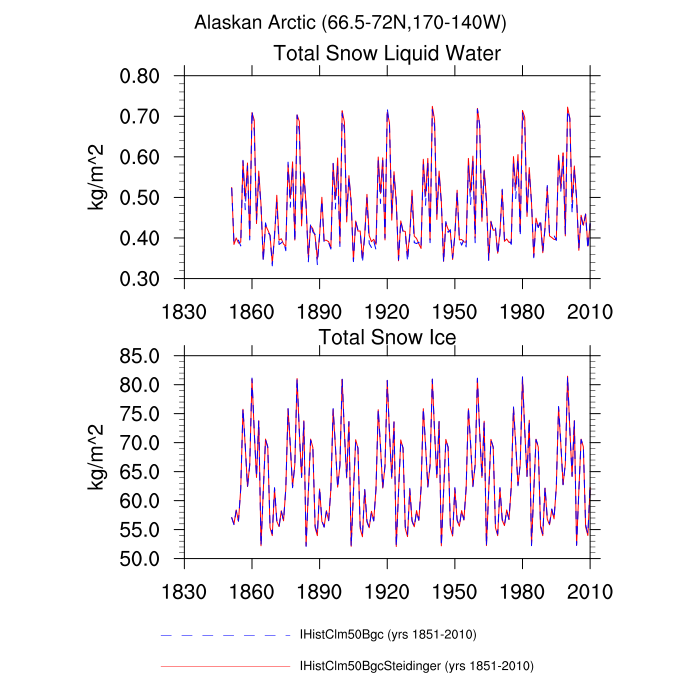 Alaskan Arctic (66.5-72N,170-140W)
Total Snow Liquid Water
0.80
0.70
0.60
0.50
0.40
0.30
kg/m^2
1830 1860 1890 1920 1950 1980 2010
Total Snow Ice
85.0
80.0
75.0
70.0
65.0
60.0
55.0
50.0
kg/m^2
1830 1860 1890 1920 1950 1980 2010
IHistClm50Bgc (yrs 1851-2010)
IHistClm50BgcSteidinger (yrs 1851-2010)